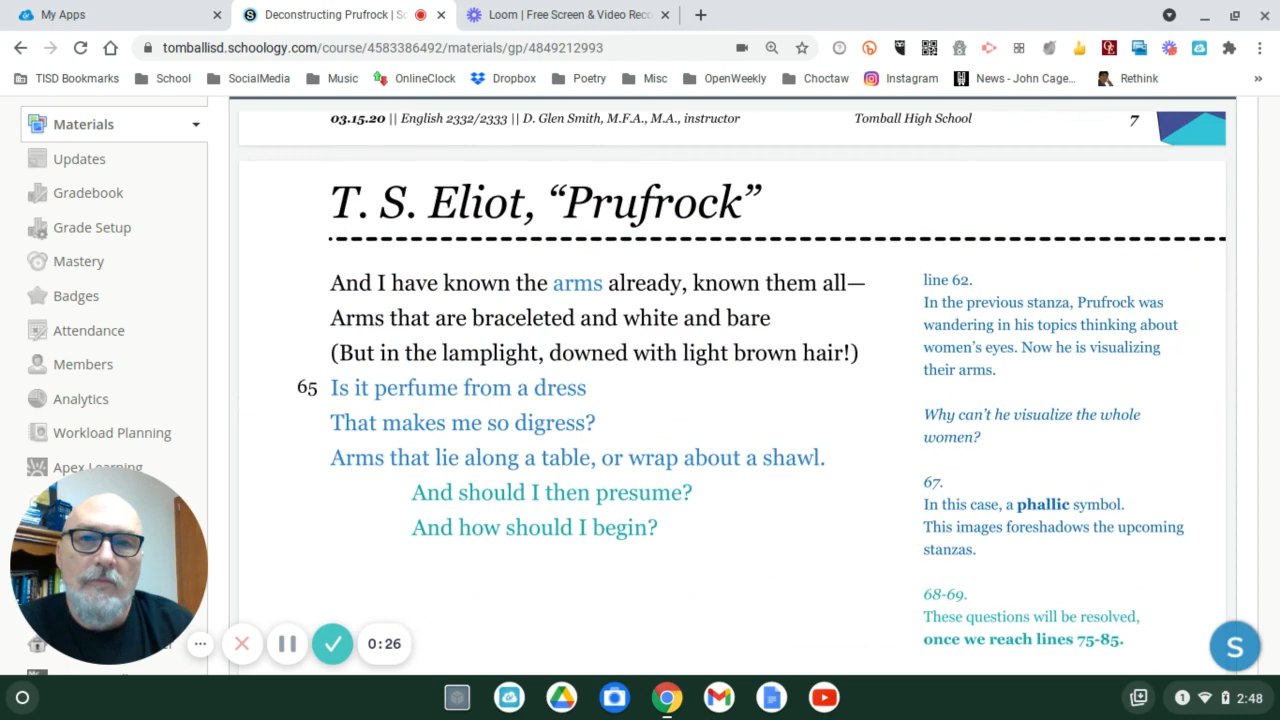 My Apps
Deconstructing Prufrock | Sc
Loom | Free Screen & Video Reco
tomballisd.schoology.com/course/4583386492/materials/gp/4849212993
TISD Bookmarks School SocialMedia Music OnlineClock Dropbox Poetry Misc OpenWeekly Choctaw Instagram News - John Cage... Rethink »
Materials
Updates
Gradebook
Grade Setup
Mastery
Badges
Attendance
Members
Analytics
Workload Planning
Apex Learning
03.15.20 || English 2332/2333 || D. Glen Smith, M.F.A., M.A., instructor Tomball High School 7
T. S. Eliot, “Prufrock”
And I have known the arms already, known them all—
Arms that are braceleted and white and bare
(But in the lamplight, downed with light brown hair!)
65 Is it perfume from a dress
That makes me so digress?
Arms that lie along a table, or wrap about a shawl.
And should I then presume?
And how should I begin?
line 62.
In the previous stanza, Prufrock was
wandering in his topics thinking about
women’s eyes. Now he is visualizing
their arms.
Why can’t he visualize the whole
women?
67.
In this case, a phallic symbol.
This images foreshadows the upcoming
stanzas.
68-69.
These questions will be resolved,
once we reach lines 75-85.
0:26
S
1 2:48